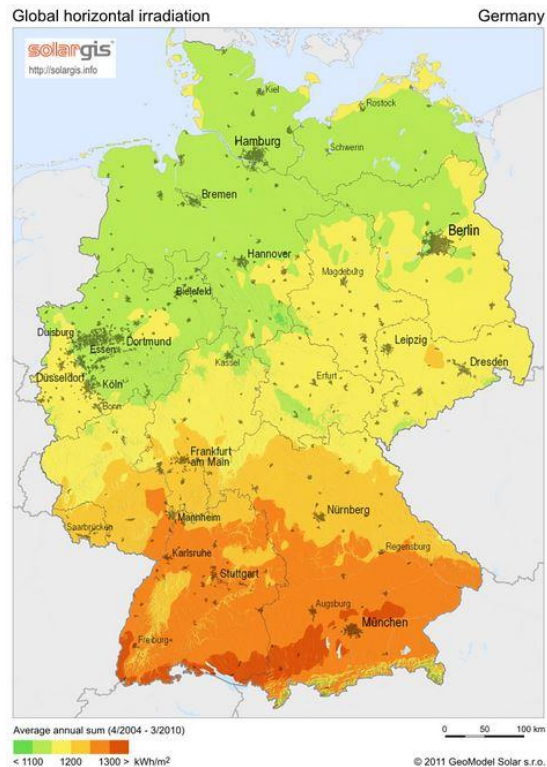 Global horizontal irradiation
Germany
solargis
http://solargis.info
Kiel
Rostock
Hamburg
Schwerin
Bremen
Berlin
Hannover
Magdeburg
Bielefeld
Duisburg
Dortmund
Essen
Leipzig
Kassel
Dresden
Düsseldorf
Köln
Erfurt
Bonn
Frankfurt
am Main
Nürnberg
Mannheim
Saarbrücken
Regensburg
Karlsruhe
Stuttgart
Augsburg
München
Freiburg
Average annual sum (4/2004 - 3/2010)
0 50 100 km
< 1100 1200 1300 > kWh/m²
© 2011 GeoModel Solar s.r.o.